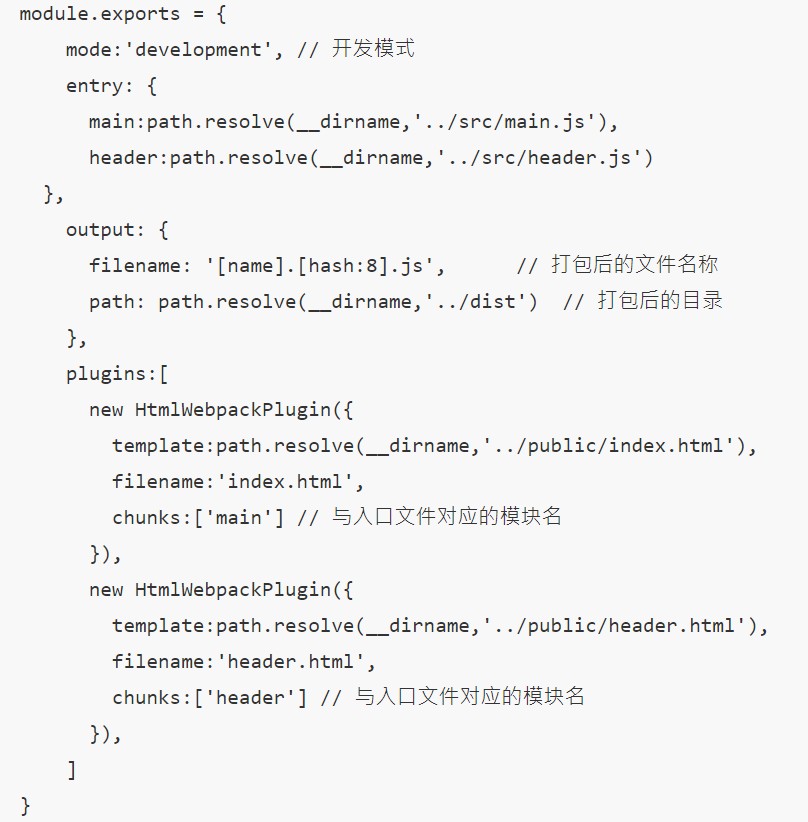 module.exports = {
    mode:'development', // 开发模式
    entry: {
      main:path.resolve(__dirname,'../src/main.js'),
      header:path.resolve(__dirname,'../src/header.js')
  },
    output: {
      filename: '[name].[hash:8].js',      // 打包后的文件名称
      path: path.resolve(__dirname,'../dist')  // 打包后的目录
    },
    plugins:[
      new HtmlWebpackPlugin({
        template:path.resolve(__dirname,'../public/index.html'),
        filename:'index.html',
        chunks:['main'] // 与入口文件对应的模块名
      }),
      new HtmlWebpackPlugin({
        template:path.resolve(__dirname,'../public/header.html'),
        filename:'header.html',
        chunks:['header'] // 与入口文件对应的模块名
      }),
    ]
}